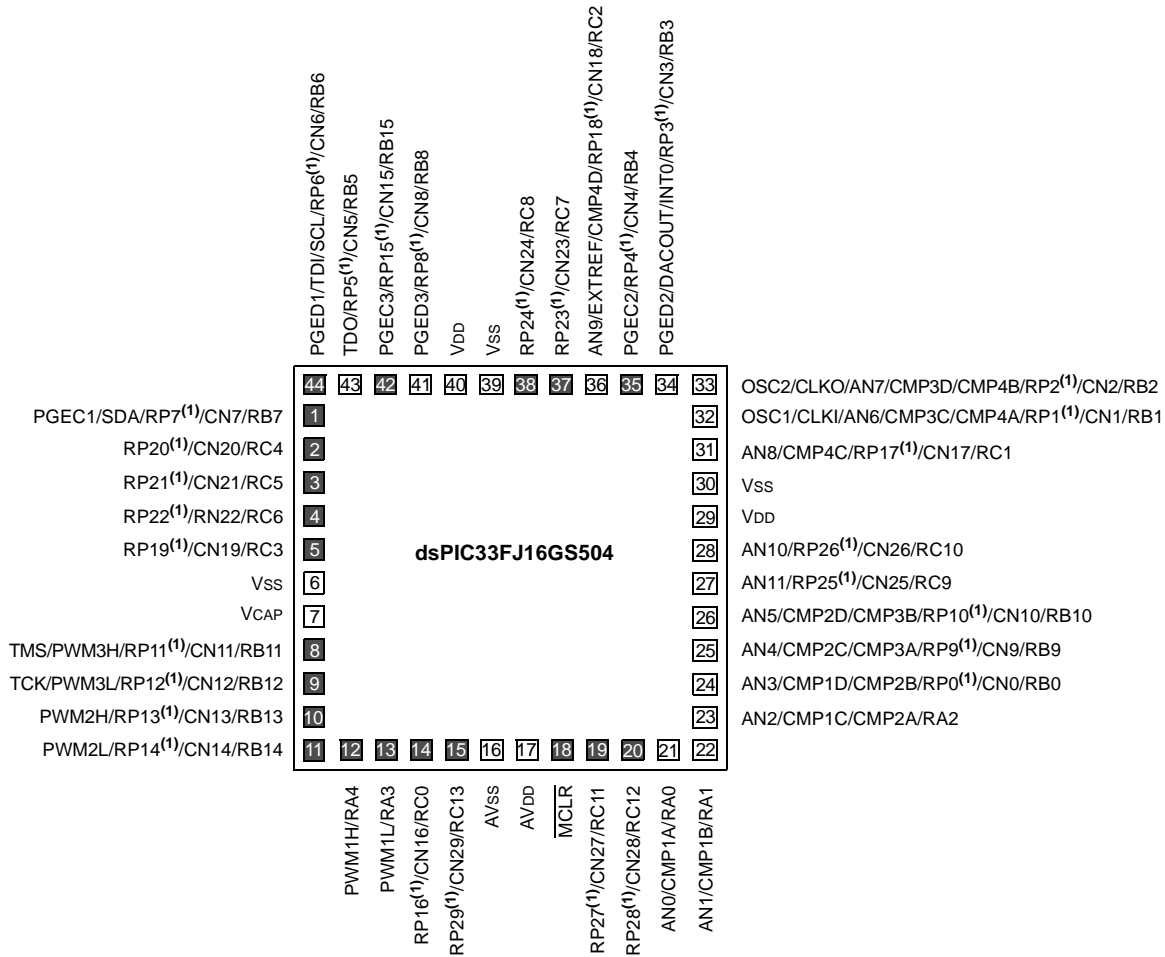 PGED1/TDI/SCL/RP6(1)/CN6/RB6
TDO/RP5(1)/CN5/RB5
PGEC3/RP15(1)/CN15/RB15
PGED3/RP8(1)/CN8/RB8
VDD
VSS
RP24(1)/CN24/RC8
RP23(1)/CN23/RC7
AN9/EXTREF/CMP4D/RP18(1)/CN18/RC2
PGEC2/RP4(1)/CN4/RB4
PGED2/DACOUT/INT0/RP3(1)/CN3/RB3
44 43 42 41 40 39 38 37 36 35 34 33
OSC2/CLKO/AN7/CMP3D/CMP4B/RP2(1)/CN2/RB2
PGEC1/SDA/RP7(1)/CN7/RB7 1
32 OSC1/CLKI/AN6/CMP3C/CMP4A/RP1(1)/CN1/RB1
RP20(1)/CN20/RC4 2
31 AN8/CMP4C/RP17(1)/CN17/RC1
RP21(1)/CN21/RC5 3
30 VSS
RP22(1)/RN22/RC6 4
29 VDD
RP19(1)/CN19/RC3 5
dsPIC33FJ16GS504
28 AN10/RP26(1)/CN26/RC10
VSS 6
27 AN11/RP25(1)/CN25/RC9
VCAP 7
26 AN5/CMP2D/CMP3B/RP10(1)/CN10/RB10
TMS/PWM3H/RP11(1)/CN11/RB11 8
25 AN4/CMP2C/CMP3A/RP9(1)/CN9/RB9
TCK/PWM3L/RP12(1)/CN12/RB12 9
24 AN3/CMP1D/CMP2B/RP0(1)/CN0/RB0
PWM2H/RP13(1)/CN13/RB13 10
23 AN2/CMP1C/CMP2A/RA2
PWM2L/RP14(1)/CN14/RB14
11 12 13 14 15 16 17 18 19 20 21 22
PWM1H/RA4
PWM1L/RA3
RP16(1)/CN16/RC0
RP29(1)/CN29/RC13
AVSS
AVDD
MCLR
RP27(1)/CN27/RC11
RP28(1)/CN28/RC12
AN0/CMP1A/RA0
AN1/CMP1B/RA1